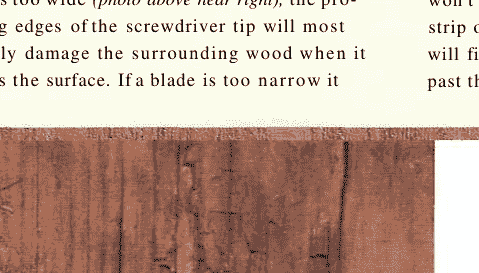 too wide (photo above near right), the pro-
g edges of the screwdriver tip will most
ly damage the surrounding wood when it
s the surface. If a blade is too narrow it
won't
strip
will fi
past th